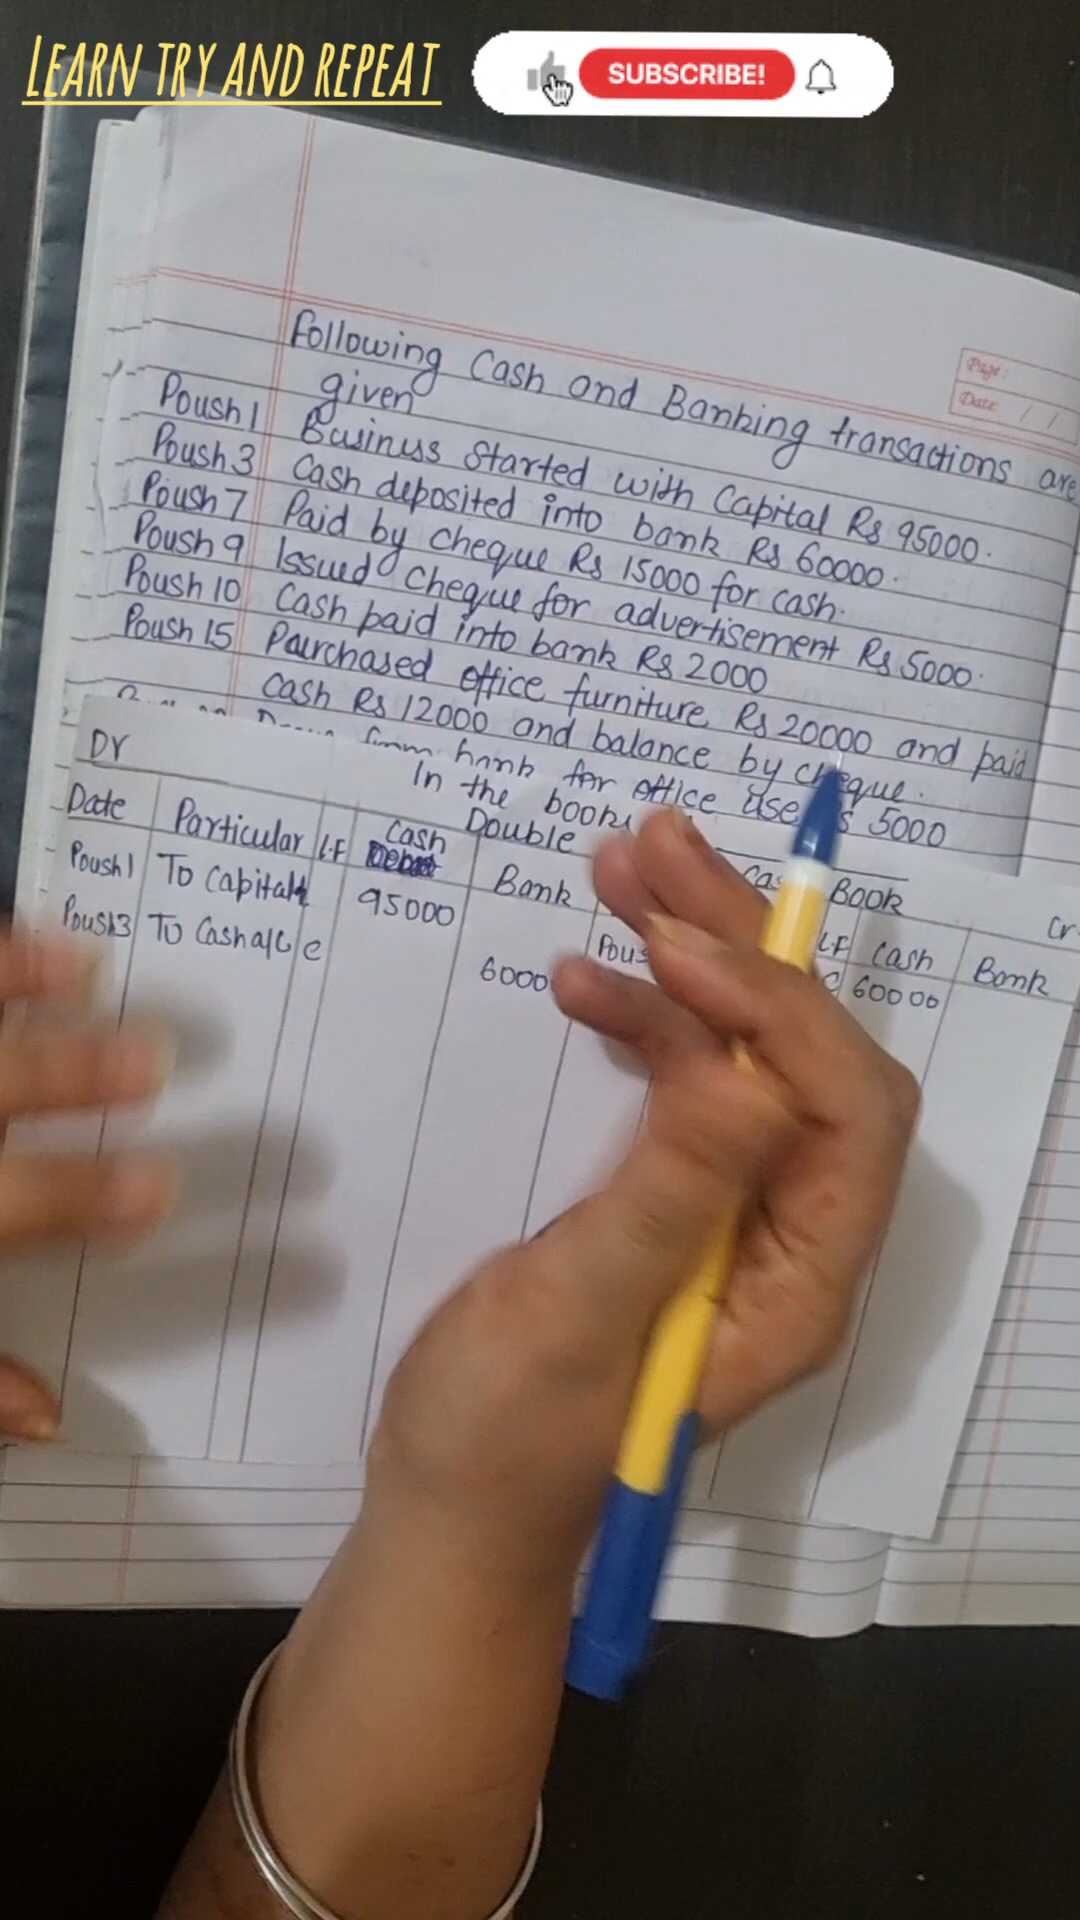 LEARN TRY AND REPEAT
SUBSCRIBE!
Page:
Date: / /
Following Cash and Banking transactions are
given
Poush 1 Business Started with Capital Rs 95000.
Poush 3 Cash deposited into bank Rs 60000.
Poush 7 Paid by cheque Rs 15000 for cash.
Poush 9 Issued cheque for advertisement Rs 5000.
Poush 10 Cash paid into bank Rs 2000
Poush 15 Purchased office furniture Rs 20000 and paid
cash Rs 12000 and balance by cheque.
from bank for office use 5000
In the book
Dr Double Book Cr.
Date Particular L.F Cash Bank L.F Cash Bank
Poush 1 To Capital 95000 60000
Poush3 To Cash a/c c 6000